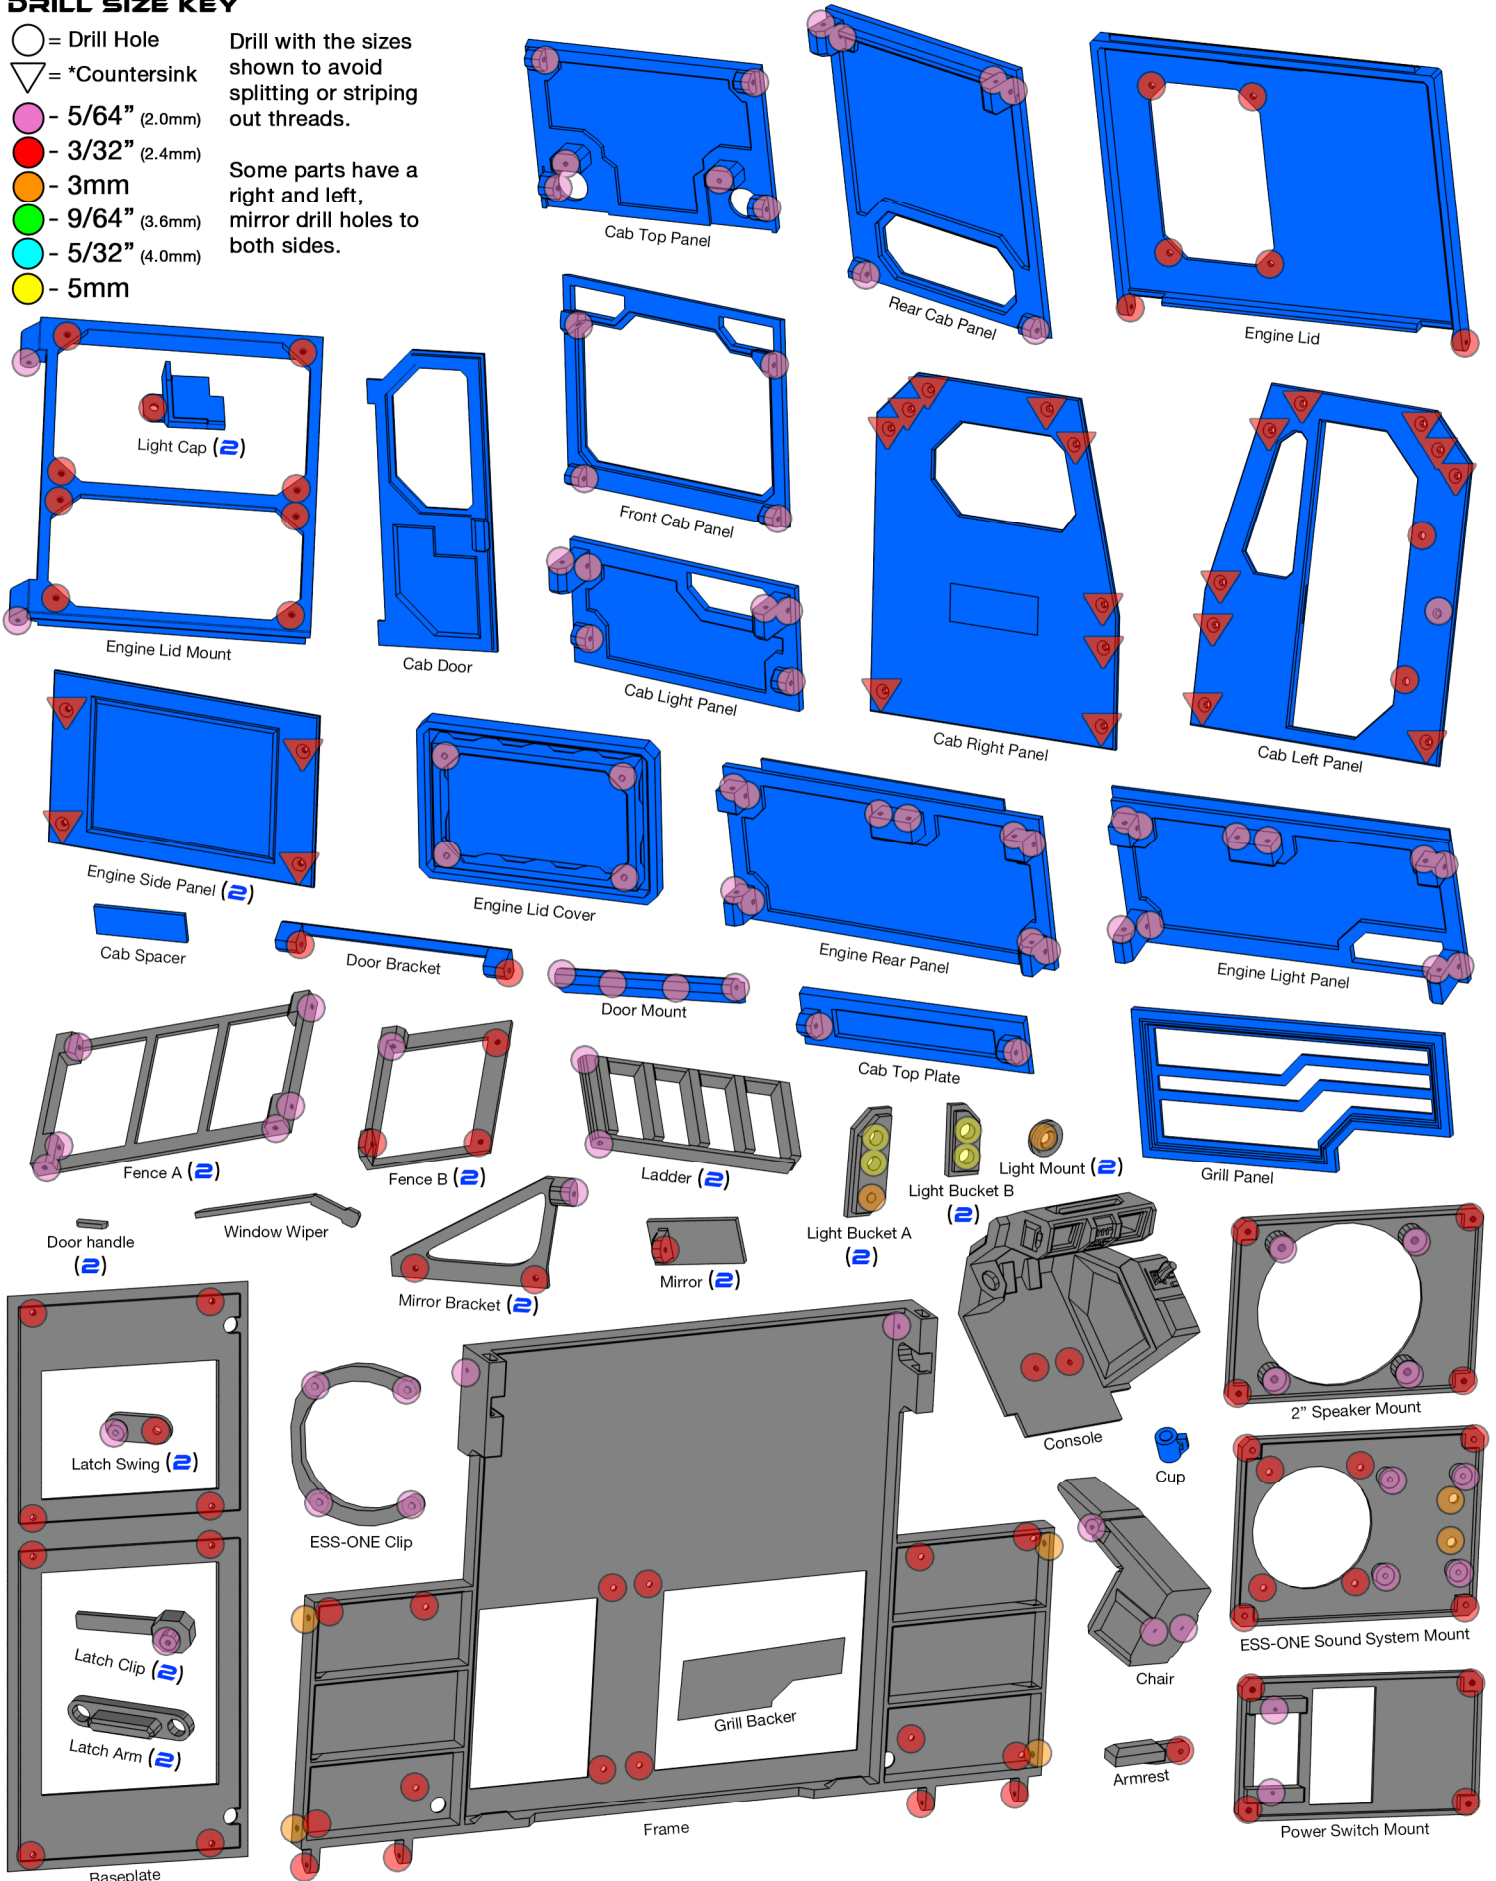 DRILL SIZE KEY
= Drill Hole
= *Countersink
- 5/64” (2.0mm)
- 3/32” (2.4mm)
- 3mm
- 9/64” (3.6mm)
- 5/32” (4.0mm)
- 5mm
Drill with the sizes
shown to avoid
splitting or striping
out threads.
Some parts have a
right and left,
mirror drill holes to
both sides.
Cab Top Panel
Rear Cab Panel
Engine Lid
Light Cap (2)
Engine Lid Mount
Cab Door
Front Cab Panel
Cab Light Panel
Cab Right Panel
Cab Left Panel
Engine Side Panel (2)
Engine Lid Cover
Engine Rear Panel
Engine Light Panel
Cab Spacer
Door Bracket
Door Mount
Cab Top Plate
Grill Panel
Fence A (2)
Fence B (2)
Ladder (2)
Light Bucket A
(2)
Light Bucket B
(2)
Light Mount (2)
Door handle
(2)
Window Wiper
Mirror Bracket (2)
Mirror (2)
Console
2” Speaker Mount
Latch Swing (2)
ESS-ONE Clip
Cup
ESS-ONE Sound System Mount
Latch Clip (2)
Latch Arm (2)
Grill Backer
Chair
Armrest
Frame
Power Switch Mount
Baseplate